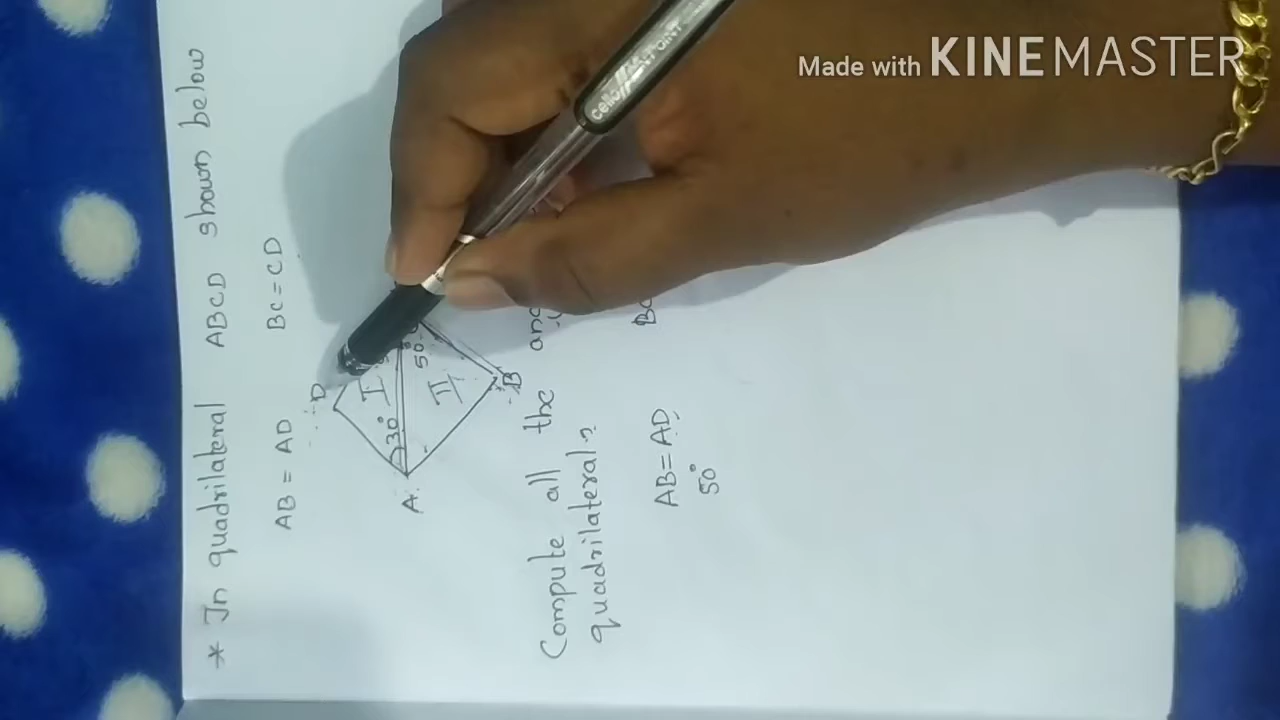 * In quadrilateral ABCD shown below
AB = AD BC = CD
D
I
30°
50°
II
A
B
Compute all the
quadrilateral?
AB = AD
50°
cello
Made with KINEMASTER